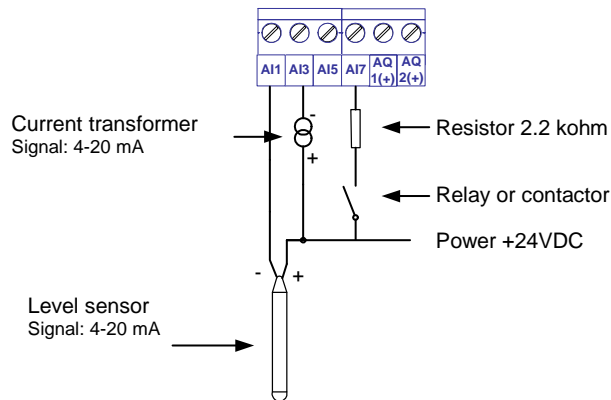 AI1 AI3 AI5 AI7 AQ 1(+) AQ 2(+)
Current transformer
Signal: 4-20 mA
-
+
Resistor 2.2 kohm
Relay or contactor
Power +24VDC
- +
Level sensor
Signal: 4-20 mA